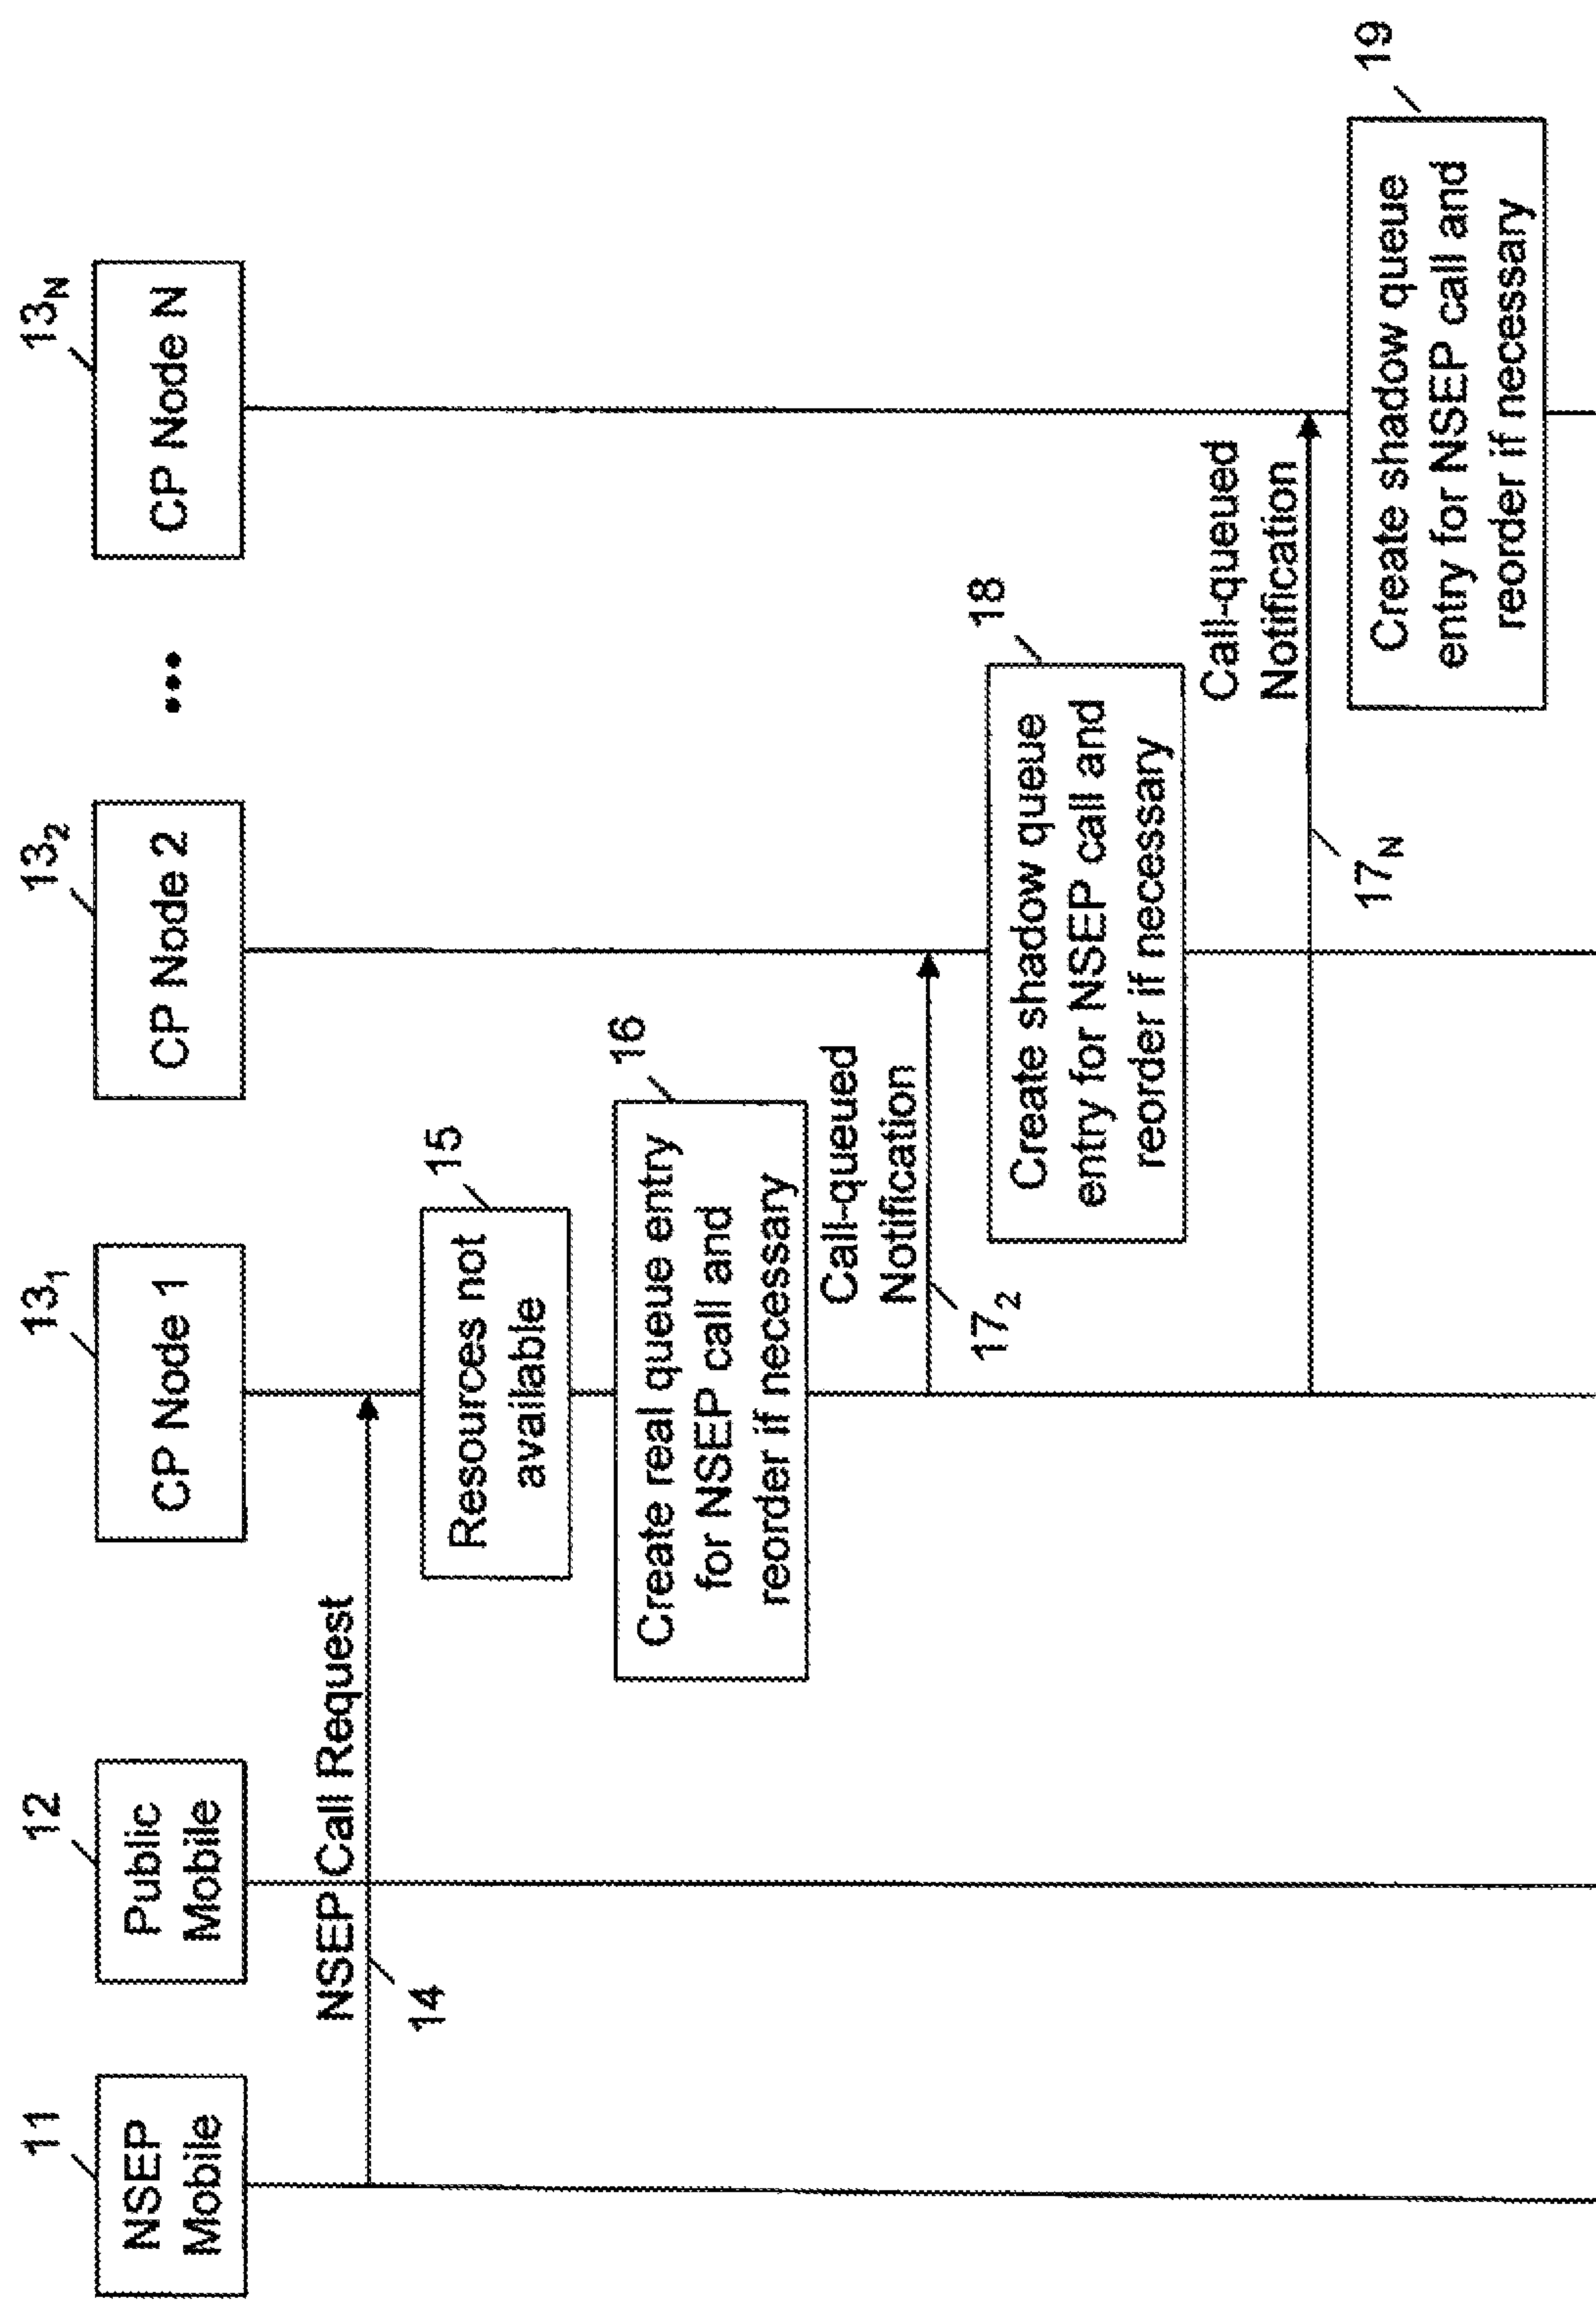 11
12
13₁
13₂
13N
NSEP
Mobile
Public
Mobile
CP Node 1
CP Node 2
•••
CP Node N
NSEP Call Request
14
15
Resources not
available
16
Create real queue entry
for NSEP call and
reorder if necessary
Call-queued
Notification
17₂
18
Create shadow queue
entry for NSEP call and
reorder if necessary
Call-queued
Notification
17N
19
Create shadow queue
entry for NSEP call and
reorder if necessary